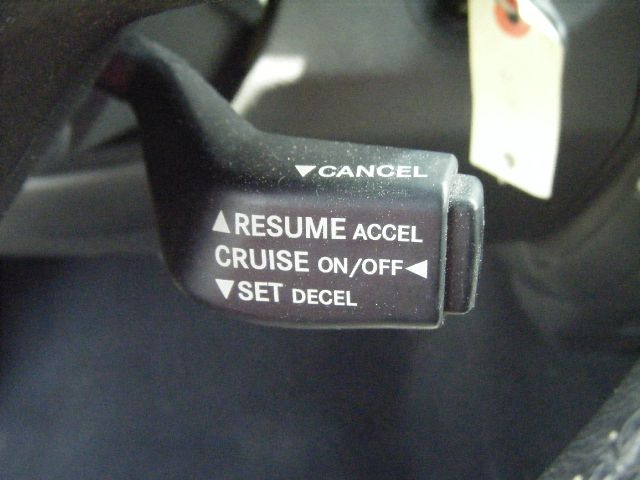 ▼CANCEL
▲RESUME ACCEL
CRUISE ON/OFF◀
▼SET DECEL